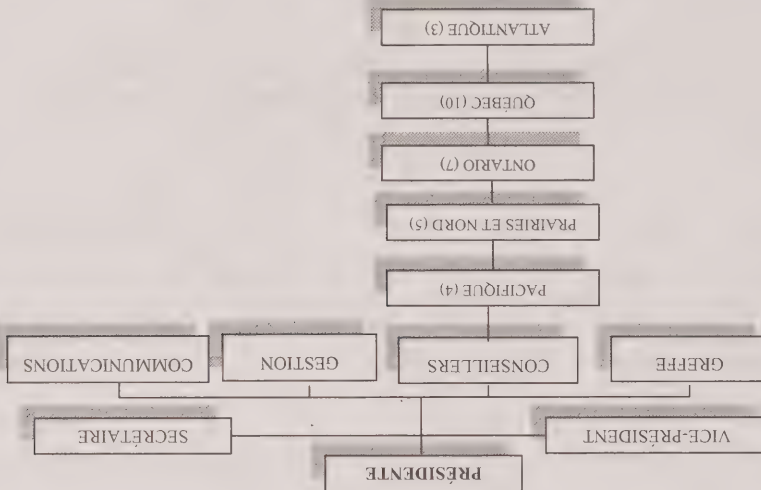 PRÉSIDENTE
VICE-PRÉSIDENT
SECRÉTAIRE
GREFFE
CONSEILLERS
GESTION
COMMUNICATIONS
PACIFIQUE (4)
PRAIRIES ET NORD (5)
ONTARIO (7)
QUÉBEC (10)
ATLANTIQUE (3)